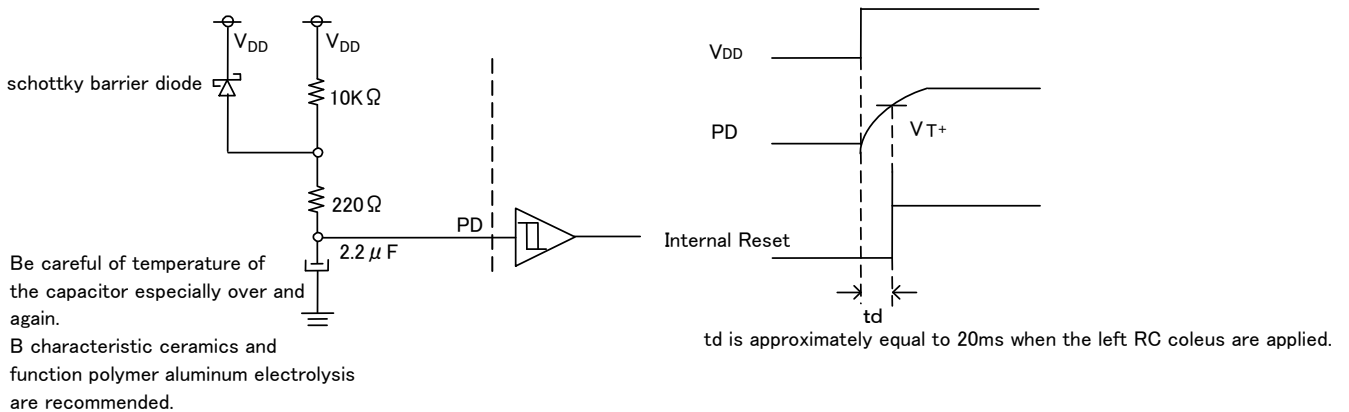 VDD
VDD
schottky barrier diode
10KΩ
220Ω
PD
2.2μF
Be careful of temperature of
the capacitor especially over and
again.
B characteristic ceramics and
function polymer aluminum electrolysis
are recommended.
VDD
PD
VT+
Internal Reset
td
td is approximately equal to 20ms when the left RC coleus are applied.